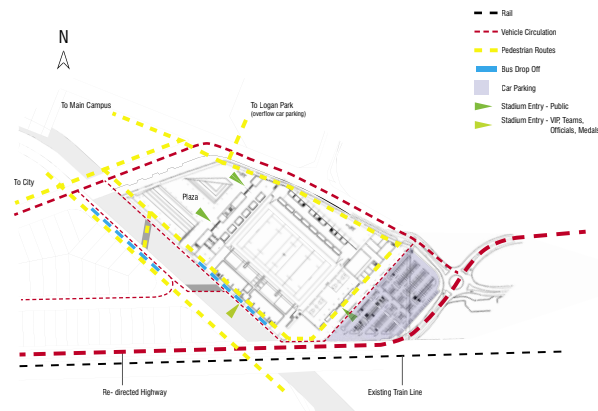 Rail
Vehicle Circulation
Pedestrian Routes
Bus Drop Off
Car Parking
Stadium Entry - Public
Stadium Entry - VIP, Teams,
Officials, Medals
N
To Main Campus
To Logan Park
(overflow car parking)
To City
Plaza
Re- directed Highway
Existing Train Line